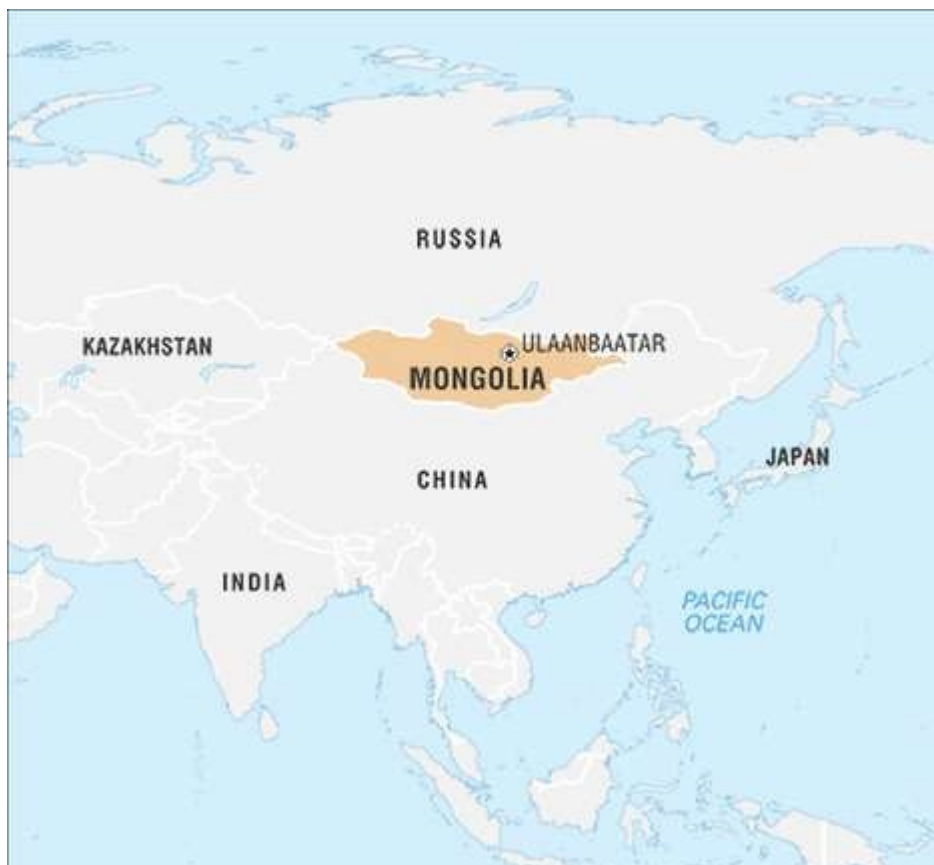 RUSSIA
KAZAKHSTAN
ULAANBAATAR
MONGOLIA
JAPAN
CHINA
INDIA
PACIFIC
OCEAN